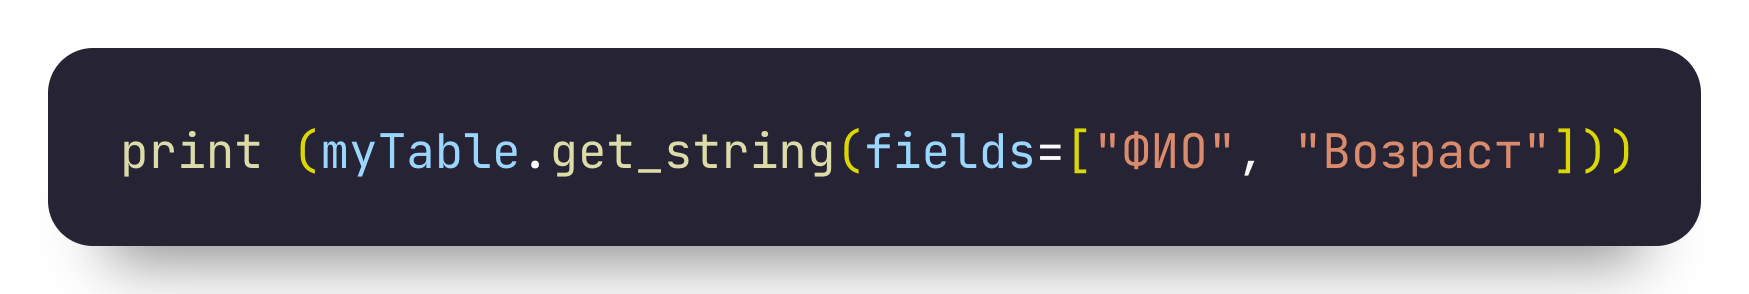 print (myTable.get_string(fields=["ФИО", "Возраст"]))